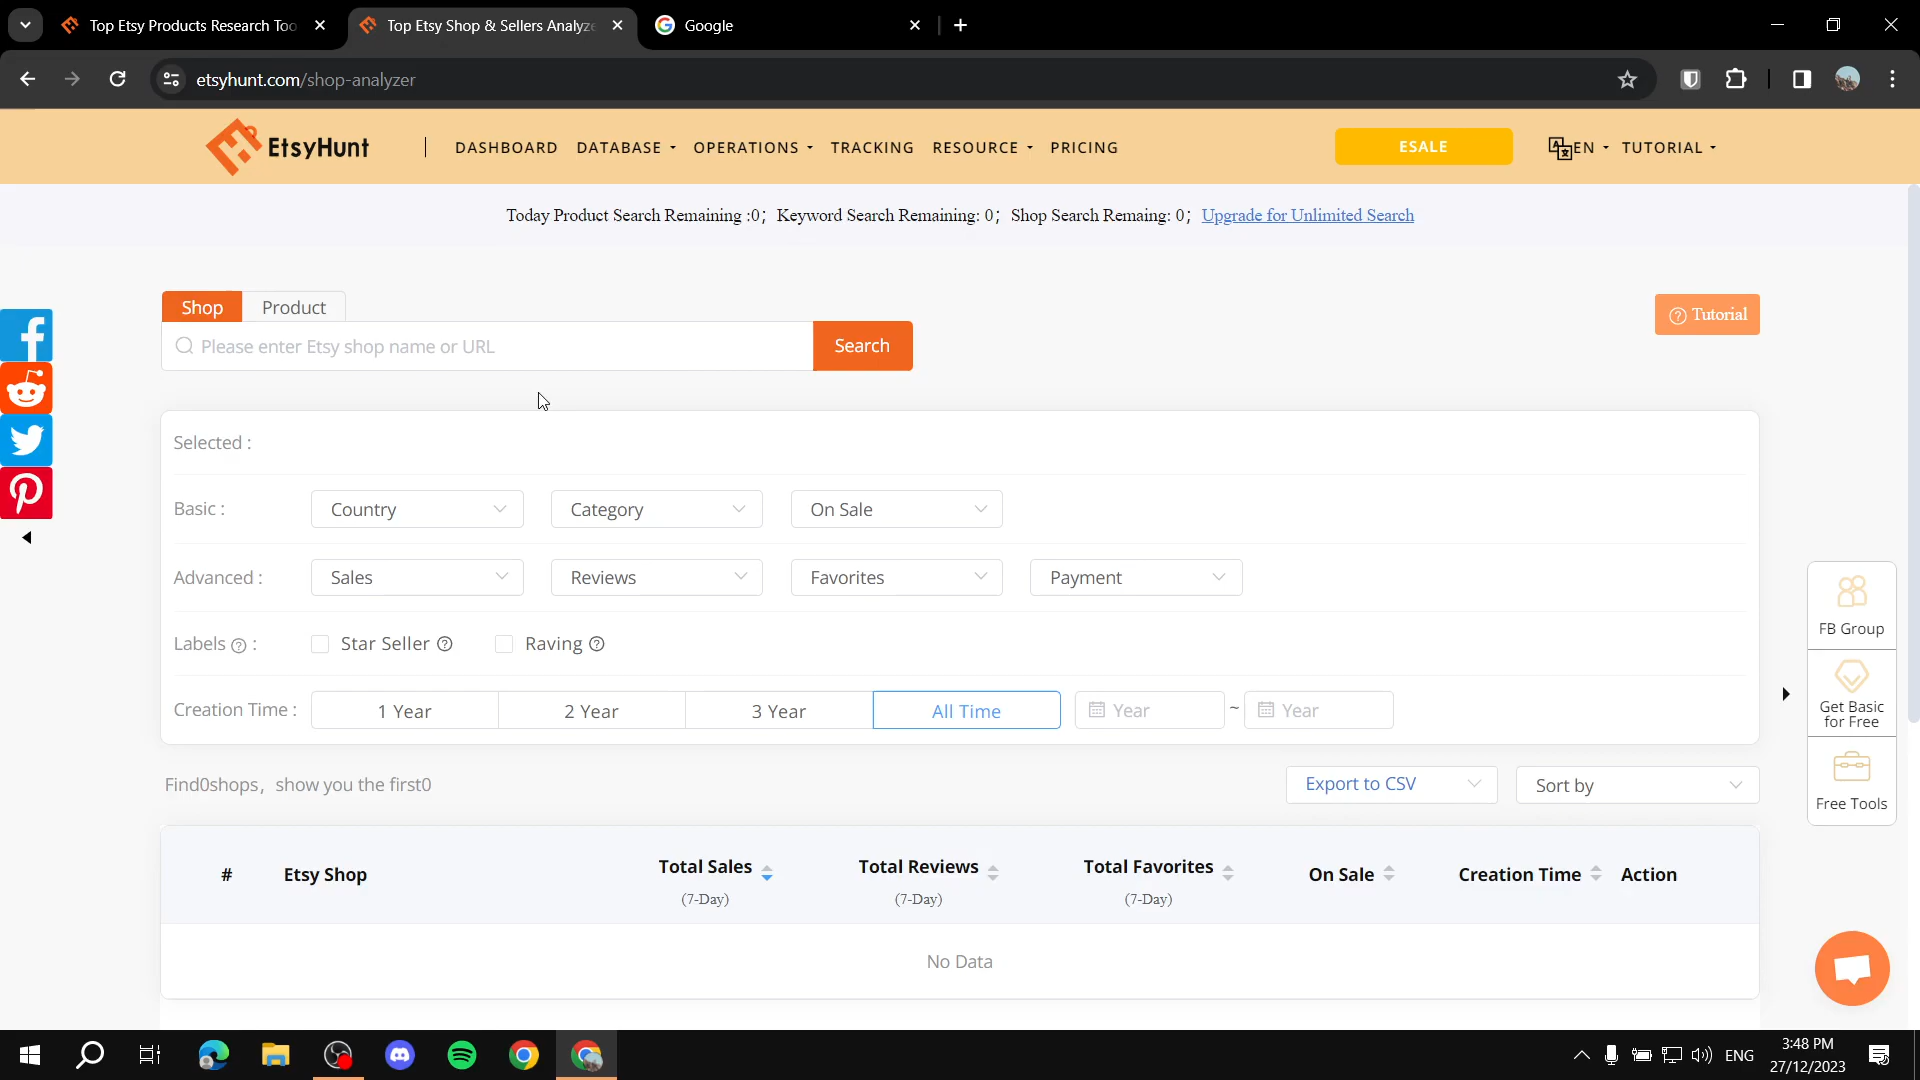 Top Etsy Products Research Too
Top Etsy Shop & Sellers Analyze
Google
etsyhunt.com/shop-analyzer
EtsyHunt
DASHBOARD DATABASE OPERATIONS TRACKING RESOURCE PRICING
ESALE
EN TUTORIAL
Today Product Search Remaining :0; Keyword Search Remaining: 0; Shop Search Remaing: 0; Upgrade for Unlimited Search
Shop Product
Tutorial
Please enter Etsy shop name or URL
Search
Selected :
Basic : Country Category On Sale
Advanced : Sales Reviews Favorites Payment
Labels : Star Seller Raving
Creation Time : 1 Year 2 Year 3 Year All Time Year ~ Year
FB Group
Get Basic
for Free
Free Tools
Find0shops, show you the first0
Export to CSV Sort by
# Etsy Shop Total Sales Total Reviews Total Favorites On Sale Creation Time Action
(7-Day) (7-Day) (7-Day)
No Data
ENG
3:48 PM
27/12/2023